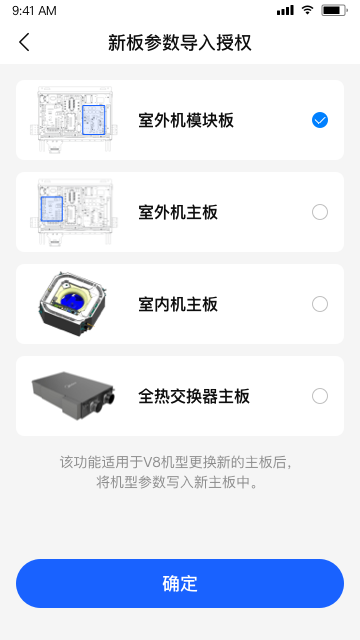 9:41 AM
新板参数导入授权
室外机模块板
室外机主板
室内机主板
全热交换器主板
该功能适用于V8机型更换新的主板后，
将机型参数写入新主板中。
确定